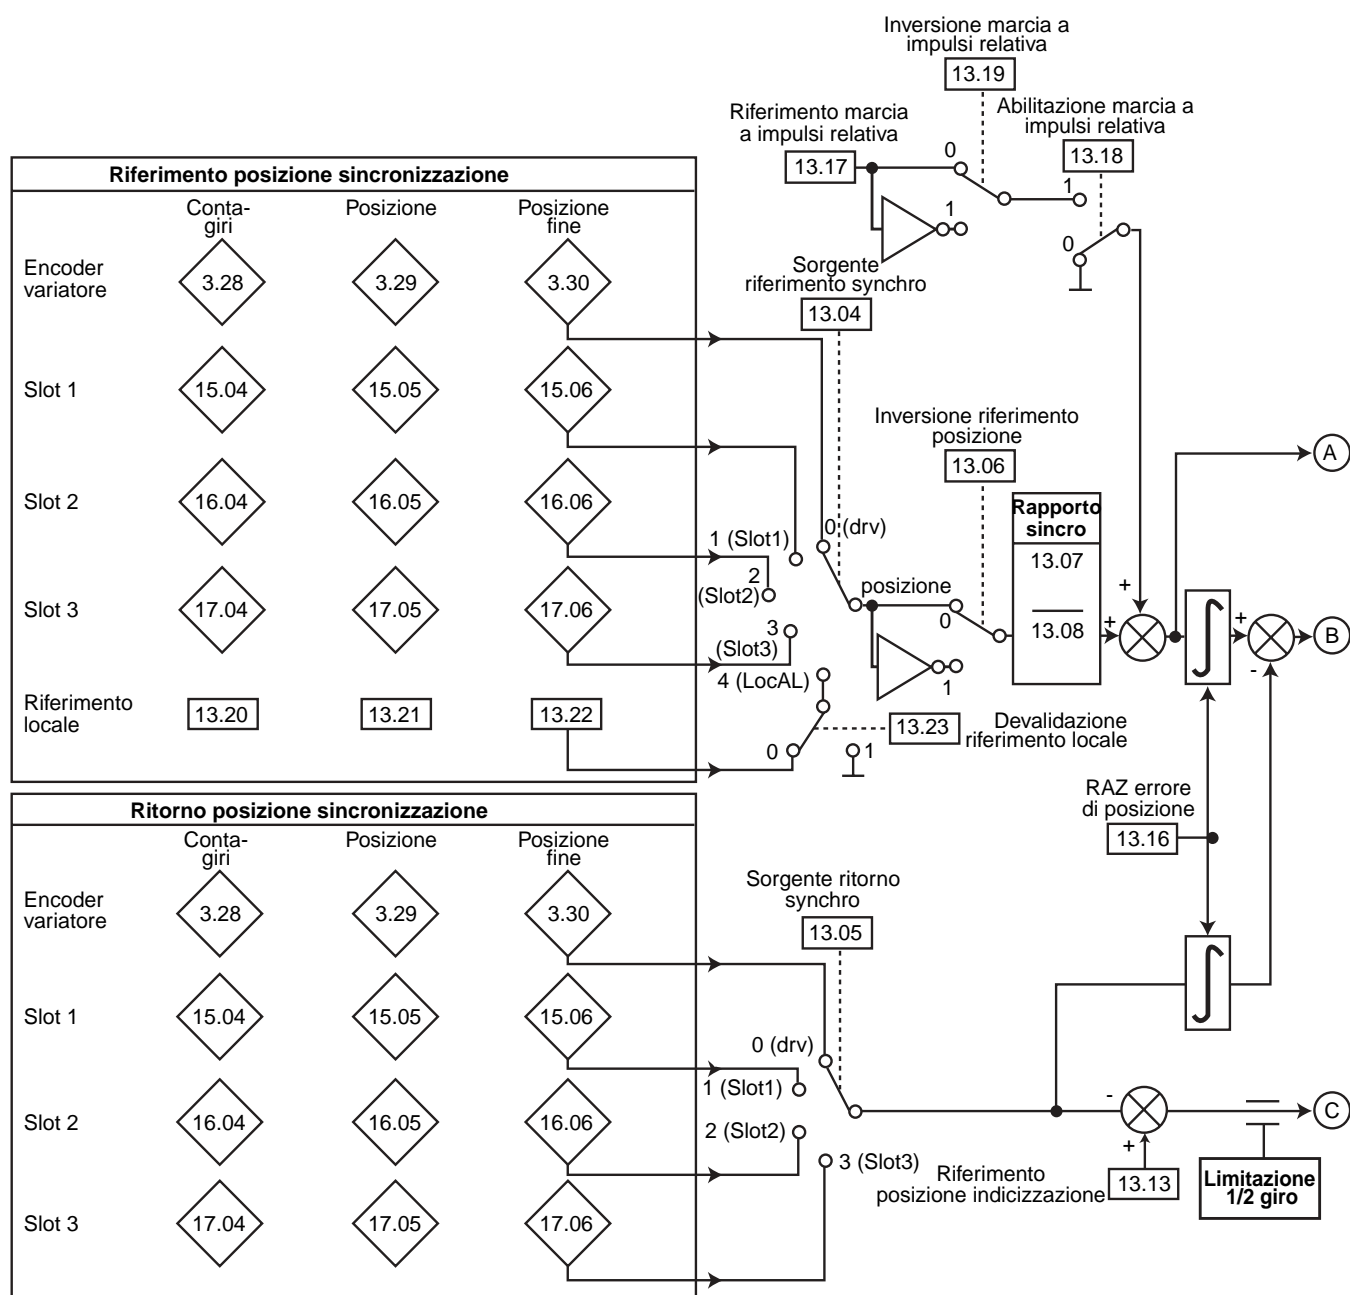 Inversione marcia a
impulsi relativa
13.19
Riferimento marcia
a impulsi relativa
13.17
Abilitazione marcia a
impulsi relativa
13.18
0
1
1
0
Riferimento posizione sincronizzazione
Conta-
giri
Posizione
Posizione
fine
Encoder
variatore
3.28
3.29
3.30
Slot 1
15.04
15.05
15.06
Slot 2
16.04
16.05
16.06
Slot 3
17.04
17.05
17.06
Riferimento
locale
13.20
13.21
13.22
Sorgente
riferimento synchro
13.04
0 (drv)
1 (Slot1)
2
(Slot2)
3
(Slot3)
4 (LocAL)
0
1
13.23
Devalidazione
riferimento locale
posizione
0
1
Inversione riferimento
posizione
13.06
Rapporto
sincro
13.07
13.08
+
+
+
-
A
B
RAZ errore
di posizione
13.16
Ritorno posizione sincronizzazione
Conta-
giri
Posizione
Posizione
fine
Encoder
variatore
3.28
3.29
3.30
Slot 1
15.04
15.05
15.06
Slot 2
16.04
16.05
16.06
Slot 3
17.04
17.05
17.06
Sorgente ritorno
synchro
13.05
0 (drv)
1 (Slot1)
2 (Slot2)
3 (Slot3)
-
+
Riferimento
posizione indicizzazione
13.13
C
Limitazione
1/2 giro